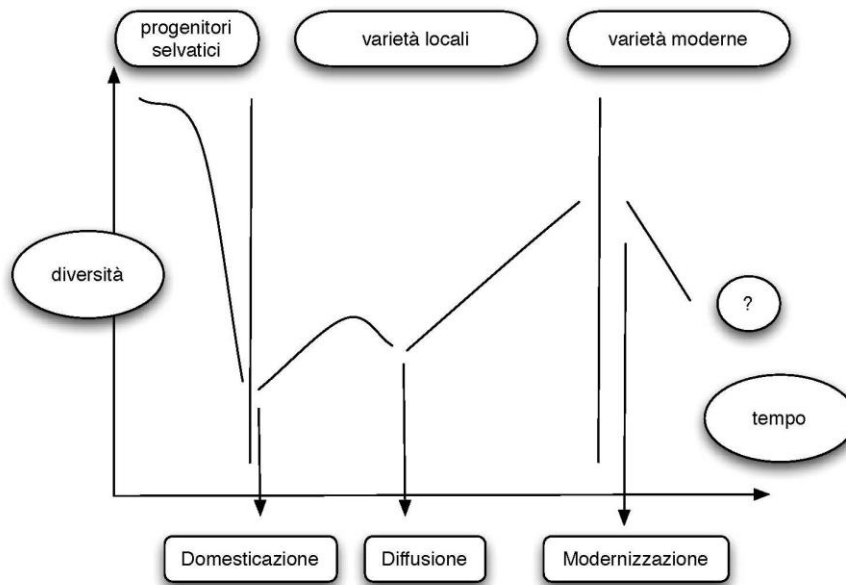 progenitori
selvatici
varietà locali
varietà moderne
diversità
?
tempo
Domesticazione
Diffusione
Modernizzazione